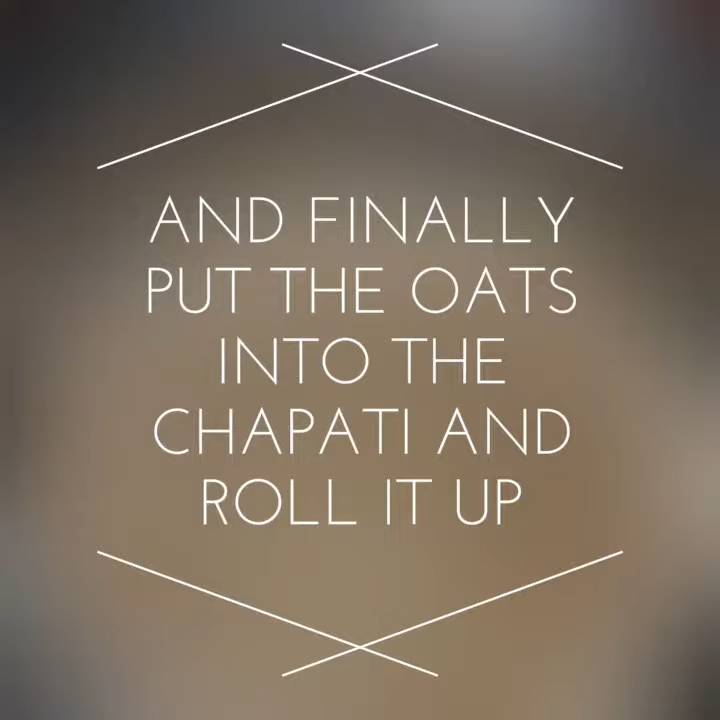 AND FINALLY
PUT THE OATS
INTO THE
CHAPATI AND
ROLL IT UP